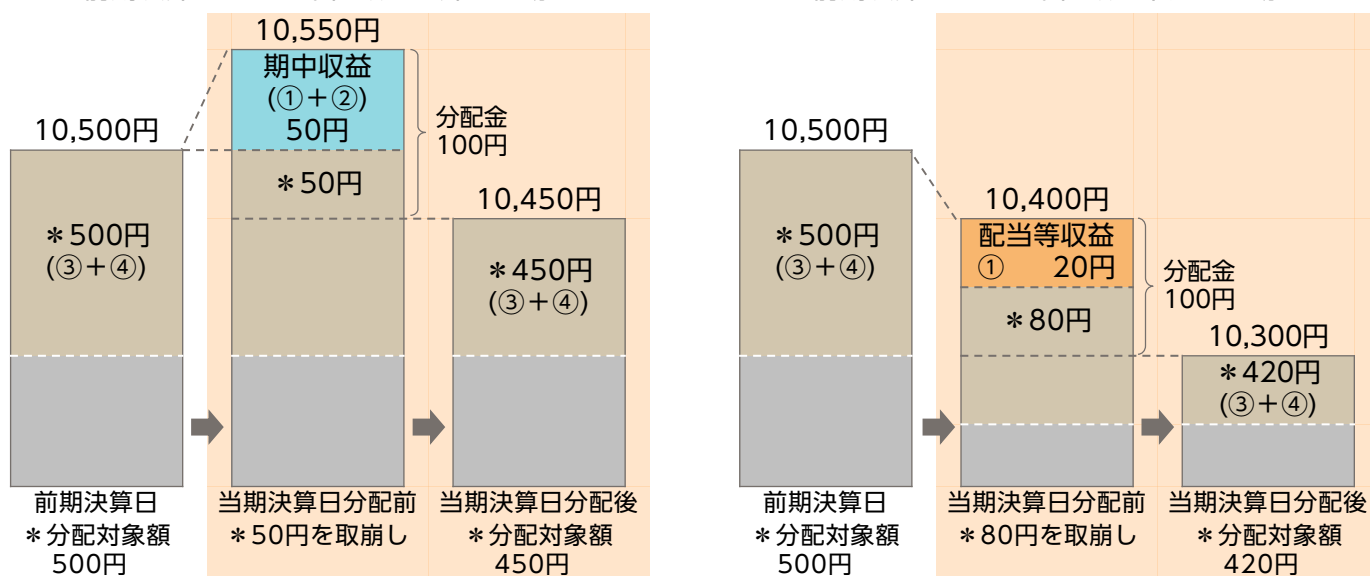 10,550円
期中収益
(①+②)
50円
分配金
100円
10,500円
*50円
10,450円
*500円
(③+④)
*450円
(③+④)
前期決算日
*分配対象額
500円
当期決算日分配前
*50円を取崩し
当期決算日分配後
*分配対象額
450円
10,500円
10,400円
*500円
(③+④)
配当等収益
① 20円
分配金
100円
*80円
10,300円
*420円
(③+④)
前期決算日
*分配対象額
500円
当期決算日分配前
*80円を取崩し
当期決算日分配後
*分配対象額
420円